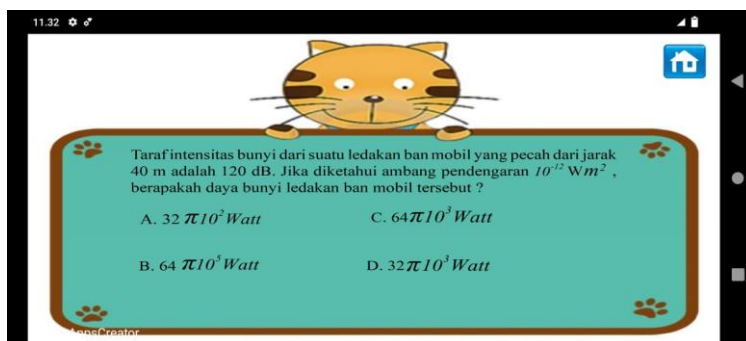 11.32
Taraf intensitas bunyi dari suatu ledakan ban mobil yang pecah dari jarak
40 m adalah 120 dB. Jika diketahui ambang pendengaran 10⁻¹² Wm² ,
berapakah daya bunyi ledakan ban mobil tersebut ?
A. 32 π10² Watt
C. 64π10³ Watt
B. 64 π10⁵ Watt
D. 32π10³ Watt
AppsCreator